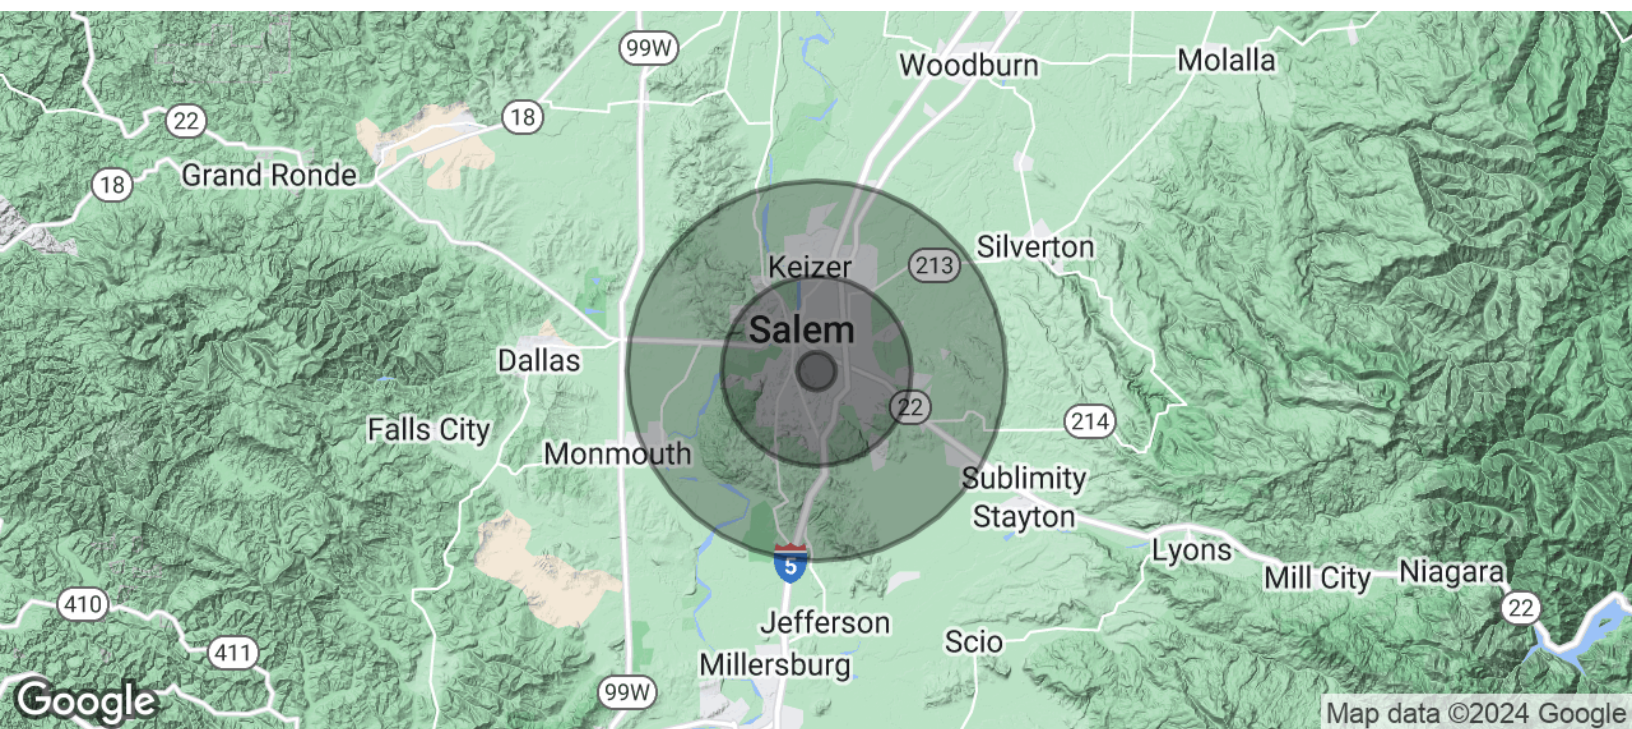 99W
Woodburn
Molalla
22
18
18
Grand Ronde
Silverton
213
Keizer
Salem
Dallas
22
214
Falls City
Monmouth
Sublimity
Stayton
Lyons
5
Mill City
Niagara
410
22
Jefferson
411
Scio
Millersburg
99W
Google
Map data ©2024 Google